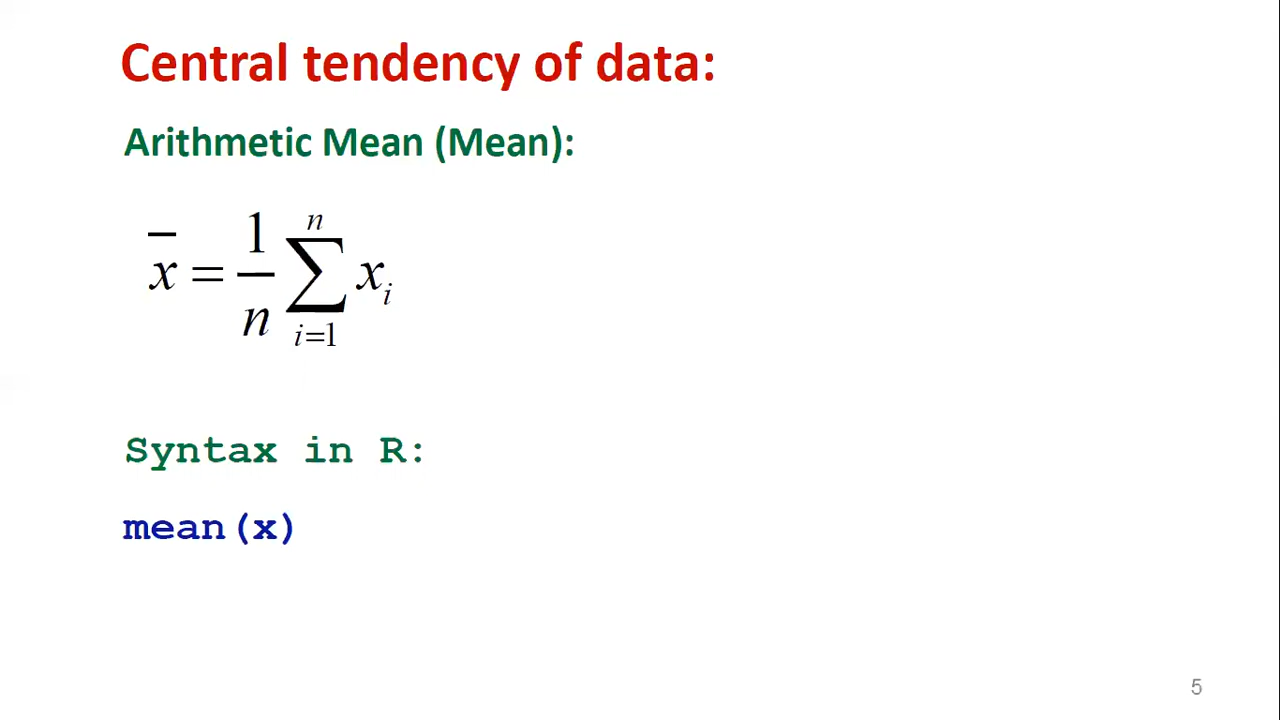 Central tendency of data:
Arithmetic Mean (Mean):
x̄ = 1/n ∑_{i=1}^{n} x_i
Syntax in R:
mean(x)
5